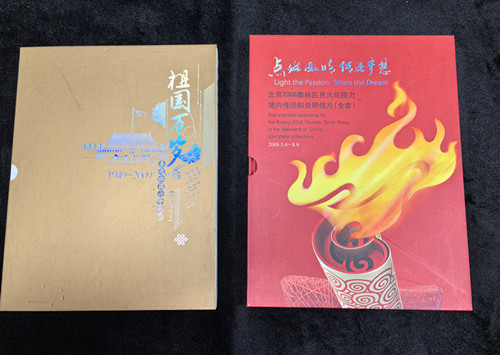 祖国万岁
1949-2009
点燃激情 传递梦想
Light the Passion Share the Dream
北京2008奥林匹克火炬接力
境内传递邮资明信片(全套)
Pre-stamped postcards for
the Beijing 2008 Olympic Torch Relay
in the Mainland of China
(complete collection)
2008.5.4-8.8